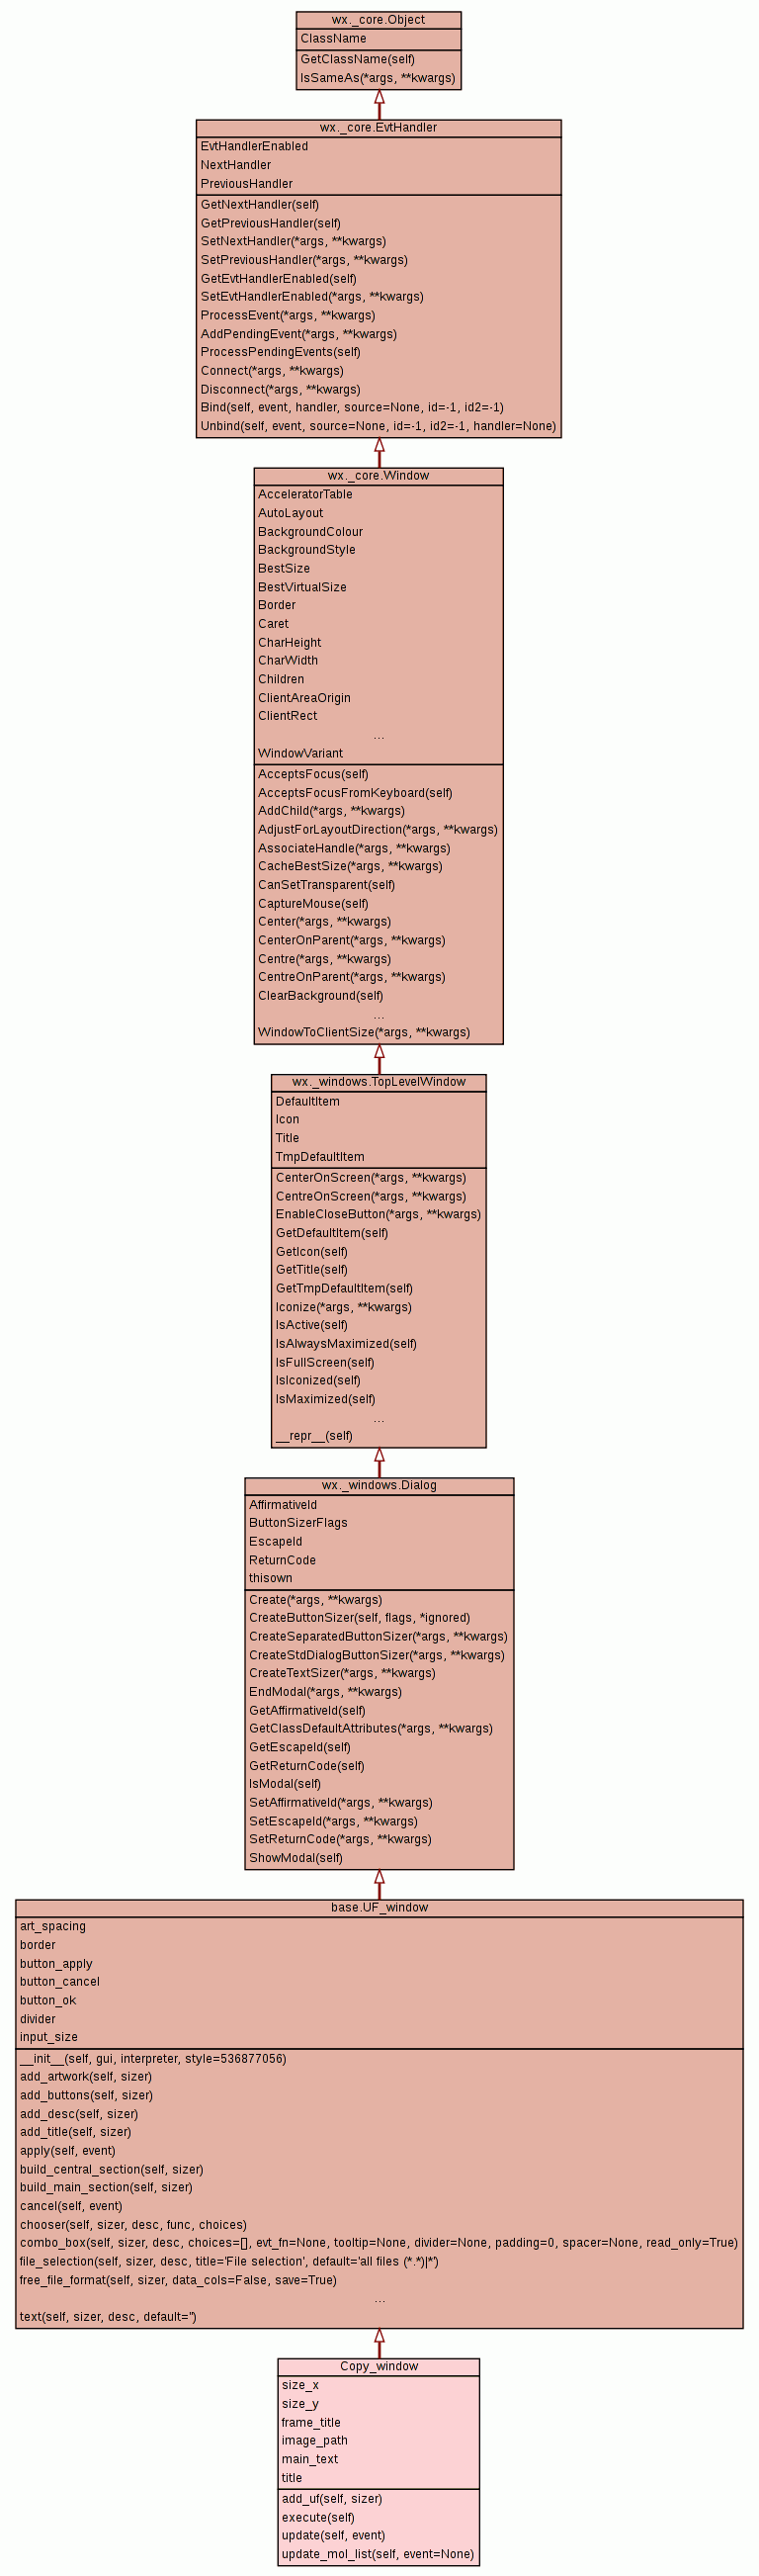 wx._core.Object
ClassName
GetClassName(self)
IsSameAs(*args, **kwargs)
wx._core.EvtHandler
EvtHandlerEnabled
NextHandler
PreviousHandler
GetNextHandler(self)
GetPreviousHandler(self)
SetNextHandler(*args, **kwargs)
SetPreviousHandler(*args, **kwargs)
GetEvtHandlerEnabled(self)
SetEvtHandlerEnabled(*args, **kwargs)
ProcessEvent(*args, **kwargs)
AddPendingEvent(*args, **kwargs)
ProcessPendingEvents(self)
Connect(*args, **kwargs)
Disconnect(*args, **kwargs)
Bind(self, event, handler, source=None, id=-1, id2=-1)
Unbind(self, event, source=None, id=-1, id2=-1, handler=None)
wx._core.Window
AcceleratorTable
AutoLayout
BackgroundColour
BackgroundStyle
BestSize
BestVirtualSize
Border
Caret
CharHeight
CharWidth
Children
ClientAreaOrigin
ClientRect
...
WindowVariant
AcceptsFocus(self)
AcceptsFocusFromKeyboard(self)
AddChild(*args, **kwargs)
AdjustForLayoutDirection(*args, **kwargs)
AssociateHandle(*args, **kwargs)
CacheBestSize(*args, **kwargs)
CanSetTransparent(self)
CaptureMouse(self)
Center(*args, **kwargs)
CenterOnParent(*args, **kwargs)
Centre(*args, **kwargs)
CentreOnParent(*args, **kwargs)
ClearBackground(self)
...
WindowToClientSize(*args, **kwargs)
wx._windows.TopLevelWindow
DefaultItem
Icon
Title
TmpDefaultItem
CenterOnScreen(*args, **kwargs)
CentreOnScreen(*args, **kwargs)
EnableCloseButton(*args, **kwargs)
GetDefaultItem(self)
GetIcon(self)
GetTitle(self)
GetTmpDefaultItem(self)
Iconize(*args, **kwargs)
IsActive(self)
IsAlwaysMaximized(self)
IsFullScreen(self)
IsIconized(self)
IsMaximized(self)
...
__repr__(self)
wx._windows.Dialog
AffirmativeId
ButtonSizerFlags
EscapeId
ReturnCode
thisown
Create(*args, **kwargs)
CreateButtonSizer(self, flags, *ignored)
CreateSeparatedButtonSizer(*args, **kwargs)
CreateStdDialogButtonSizer(*args, **kwargs)
CreateTextSizer(*args, **kwargs)
EndModal(*args, **kwargs)
GetAffirmativeId(self)
GetClassDefaultAttributes(*args, **kwargs)
GetEscapeId(self)
GetReturnCode(self)
IsModal(self)
SetAffirmativeId(*args, **kwargs)
SetEscapeId(*args, **kwargs)
SetReturnCode(*args, **kwargs)
ShowModal(self)
base.UF_window
art_spacing
border
button_apply
button_cancel
button_ok
divider
input_size
__init__(self, gui, interpreter, style=536877056)
add_artwork(self, sizer)
add_buttons(self, sizer)
add_desc(self, sizer)
add_title(self, sizer)
apply(self, event)
build_central_section(self, sizer)
build_main_section(self, sizer)
cancel(self, event)
chooser(self, sizer, desc, func, choices)
combo_box(self, sizer, desc, choices=[], evt_fn=None, tooltip=None, divider=None, padding=0, spacer=None, read_only=True)
file_selection(self, sizer, desc, title='File selection', default='all files (*.*)|*')
free_file_format(self, sizer, data_cols=False, save=True)
...
text(self, sizer, desc, default='')
Copy_window
size_x
size_y
frame_title
image_path
main_text
title
add_uf(self, sizer)
execute(self)
update(self, event)
update_mol_list(self, event=None)